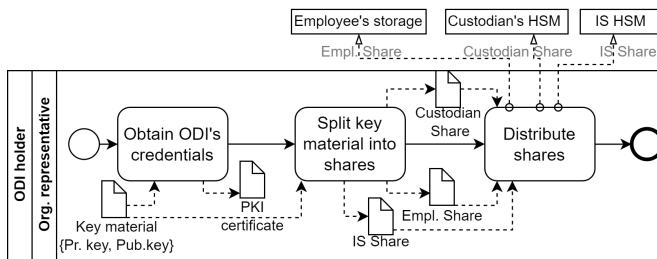 Employee's storage
Custodian's HSM
IS HSM
Empl. Share
Custodian Share
IS Share
ODI holder
Org. representative
Obtain ODI's
credentials
Split key
material into
shares
Custodian
Share
Distribute
shares
Key material
{Pr. key, Pub.key}
PKI
certificate
IS Share
Empl. Share